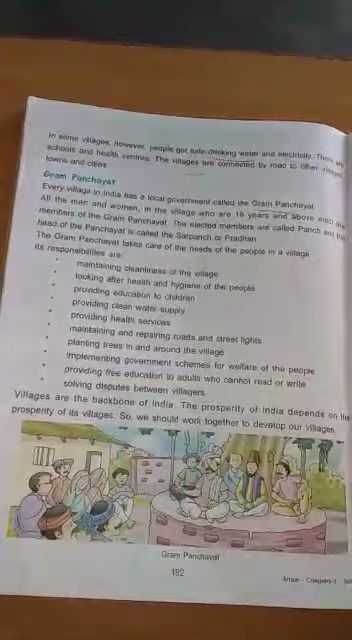 In some villages, however, people get safe drinking water and electricity. There are
schools and health centres. The villages are connected by road to other villages,
towns and cities.
Gram Panchayat
Every village in India has a local government called the Gram Panchayat.
All the men and women, in the village who are 18 years and above elect the
members of the Gram Panchayat. The elected members are called Panch and the
head of the Panchayat is called the Sarpanch or Pradhan.
The Gram Panchayat takes care of the needs of the people in a village.
Its responsibilities are:
• maintaining cleanliness of the village
• looking after health and hygiene of the people
• providing education to children
• providing clean water supply
• providing health services
• maintaining and repairing roads and street lights
• planting trees in and around the village
• implementing government schemes for welfare of the people
• providing free education to adults who cannot read or write
• solving disputes between villagers
Villages are the backbone of India. The prosperity of India depends on the
prosperity of its villages. So, we should work together to develop our villages.
Gram Panchayat
182